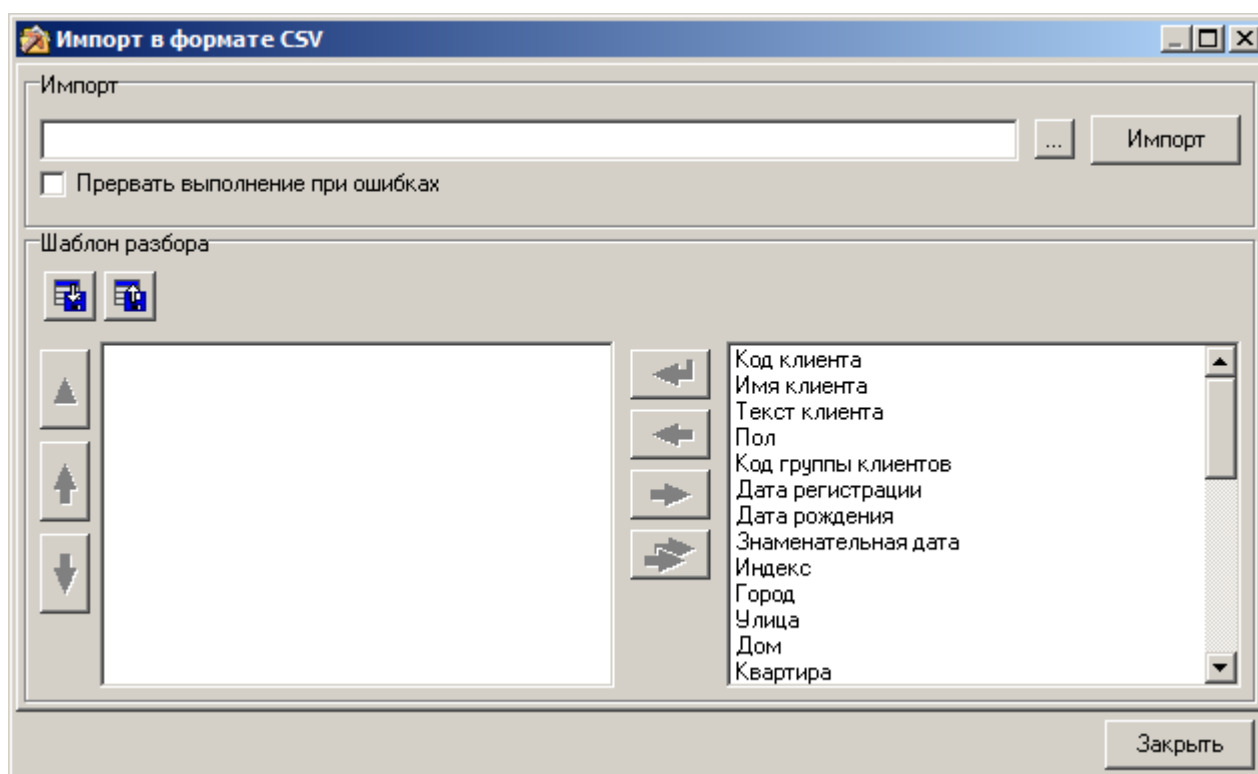 Импорт в формате CSV
Импорт
... Импорт
Прервать выполнение при ошибках
Шаблон разбора
Код клиента
Имя клиента
Текст клиента
Пол
Код группы клиентов
Дата регистрации
Дата рождения
Знаменательная дата
Индекс
Город
Улица
Дом
Квартира
Закрыть